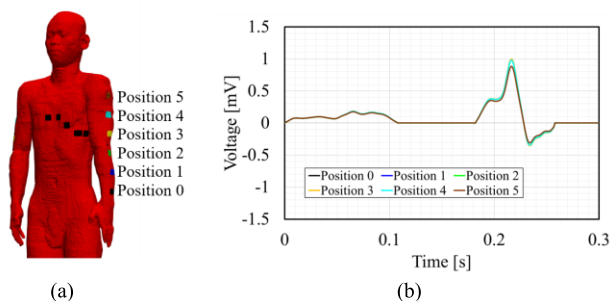 (a)
Position 5
Position 4
Position 3
Position 2
Position 1
Position 0
(a)
(b)
Voltage [mV]
1.5
1
0.5
0
-0.5
-1
-1.5
Position 0 Position 1 Position 2
Position 3 Position 4 Position 5
0 0.1 0.2 0.3
Time [s]
(b)